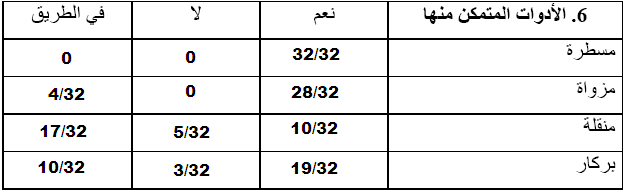 6. الأدوات المتمكن منها نعم لا في الطريق
مسطرة 32/32 0 0
مزواة 28/32 0 4/32
منقلة 10/32 5/32 17/32
بركار 19/32 3/32 10/32